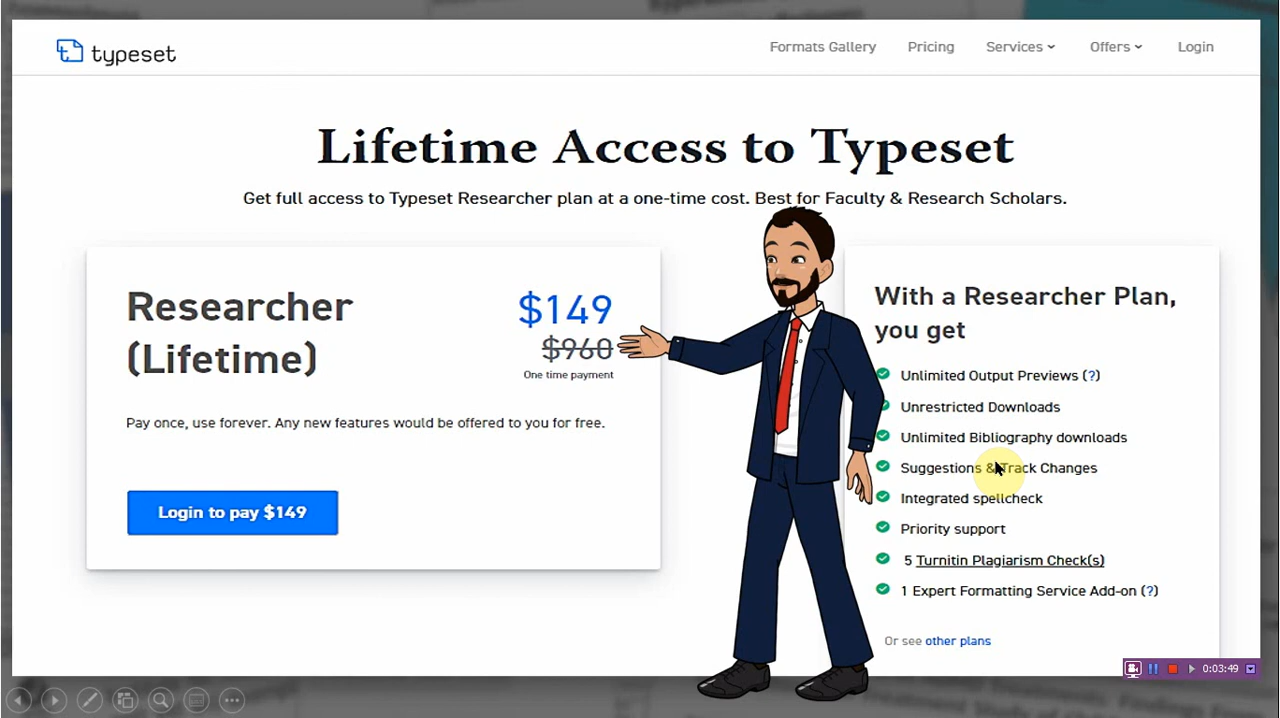 typeset
Formats Gallery Pricing Services Offers Login
Lifetime Access to Typeset
Get full access to Typeset Researcher plan at a one-time cost. Best for Faculty & Research Scholars.
Researcher
(Lifetime)
$149
$960
One time payment
Pay once, use forever. Any new features would be offered to you for free.
Login to pay $149
With a Researcher Plan,
you get
Unlimited Output Previews (?)
Unrestricted Downloads
Unlimited Bibliography downloads
Suggestions & Track Changes
Integrated spellcheck
Priority support
5 Turnitin Plagiarism Check(s)
1 Expert Formatting Service Add-on (?)
Or see other plans
0:03:49